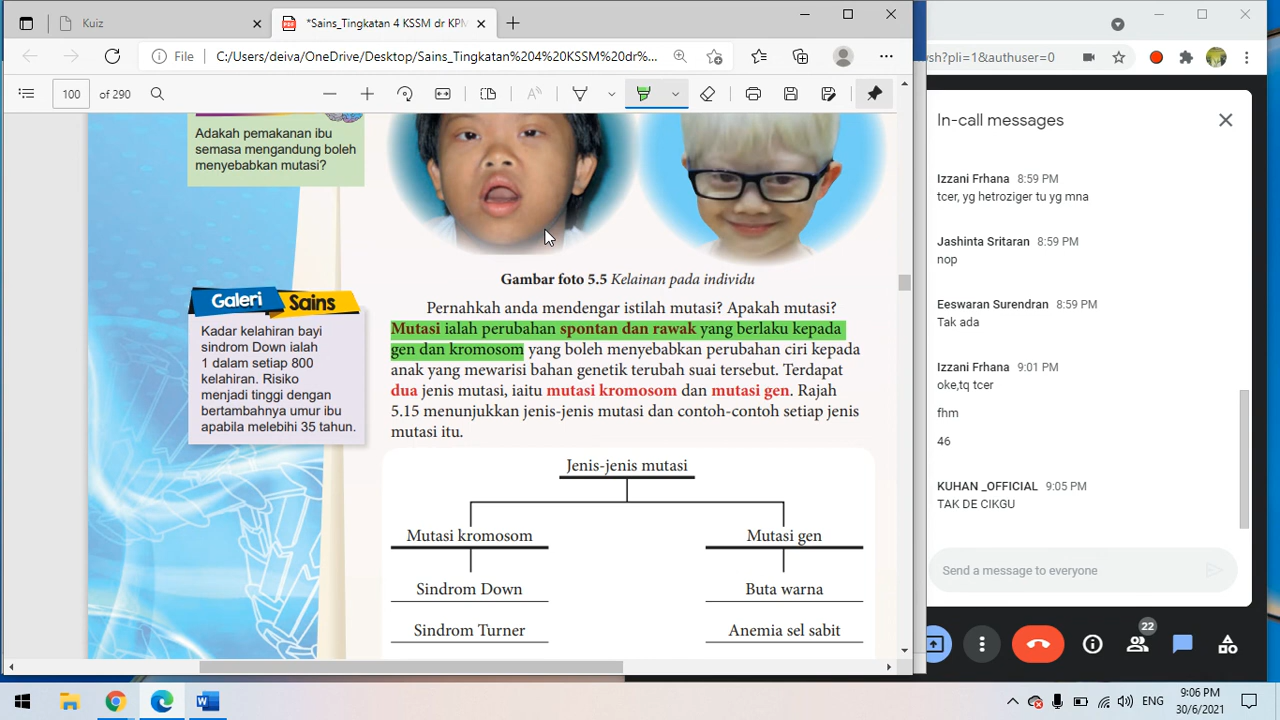 Kuiz
*Sains_Tingkatan 4 KSSM dr KPM
File
C:/Users/deiva/OneDrive/Desktop/Sains_Tingkatan%204%20KSSM%20dr%...
wsh?pli=1&authuser=0
100 of 290
Adakah pemakanan ibu
semasa mengandung boleh
menyebabkan mutasi?
Gambar foto 5.5 Kelainan pada individu
Galeri Sains
Kadar kelahiran bayi
sindrom Down ialah
1 dalam setiap 800
kelahiran. Risiko
menjadi tinggi dengan
bertambahnya umur ibu
apabila melebihi 35 tahun.
Pernahkah anda mendengar istilah mutasi? Apakah mutasi?
Mutasi ialah perubahan spontan dan rawak yang berlaku kepada
gen dan kromosom yang boleh menyebabkan perubahan ciri kepada
anak yang mewarisi bahan genetik terubah suai tersebut. Terdapat
dua jenis mutasi, iaitu mutasi kromosom dan mutasi gen. Rajah
5.15 menunjukkan jenis-jenis mutasi dan contoh-contoh setiap jenis
mutasi itu.
Jenis-jenis mutasi
Mutasi kromosom
Mutasi gen
Sindrom Down
Buta warna
Sindrom Turner
Anemia sel sabit
In-call messages
Izzani Frhana 8:59 PM
tcer, yg hetroziger tu yg mna
Jashinta Sritaran 8:59 PM
nop
Eeswaran Surendran 8:59 PM
Tak ada
Izzani Frhana 9:01 PM
oke,tq tcer
fhm
46
KUHAN _OFFICIAL 9:05 PM
TAK DE CIKGU
Send a message to everyone
22
ENG
9:06 PM
30/6/2021